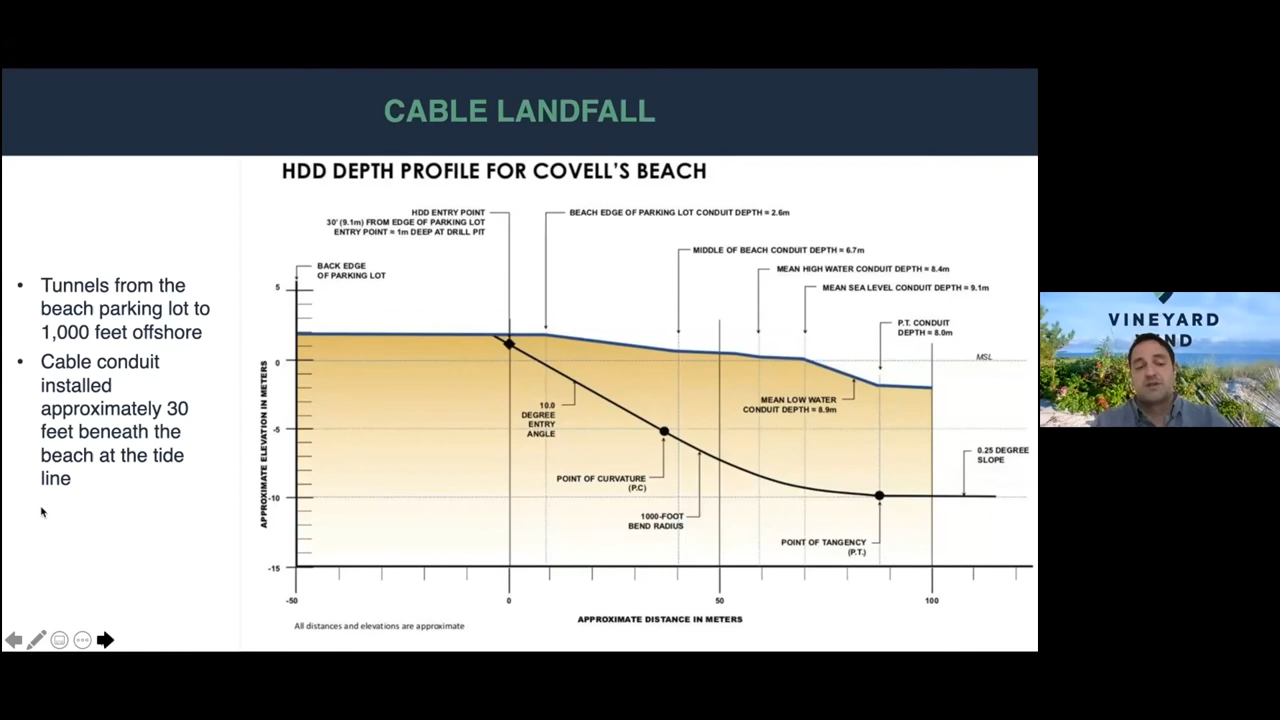 CABLE LANDFALL
HDD DEPTH PROFILE FOR COVELL'S BEACH
• Tunnels from the
beach parking lot to
1,000 feet offshore
• Cable conduit
installed
approximately 30
feet beneath the
beach at the tide
line
HDD ENTRY POINT
30' (9.1m) FROM EDGE OF PARKING LOT
ENTRY POINT = 1m DEEP AT DRILL PIT
BEACH EDGE OF PARKING LOT CONDUIT DEPTH = 2.6m
MIDDLE OF BEACH CONDUIT DEPTH = 6.7m
MEAN HIGH WATER CONDUIT DEPTH = 8.4m
MEAN SEA LEVEL CONDUIT DEPTH = 9.1m
BACK EDGE
OF PARKING LOT
P.T. CONDUIT
DEPTH = 8.0m
MSL
MEAN LOW WATER
CONDUIT DEPTH = 8.9m
10.0
DEGREE
ENTRY
ANGLE
POINT OF CURVATURE
(P.C)
1000-FOOT
BEND RADIUS
POINT OF TANGENCY
(P.T.)
0.25 DEGREE
SLOPE
APPROXIMATE ELEVATION IN METERS
5
0
-5
-10
-15
-50
0
50
100
APPROXIMATE DISTANCE IN METERS
All distances and elevations are approximate
VINEYARD
WIND